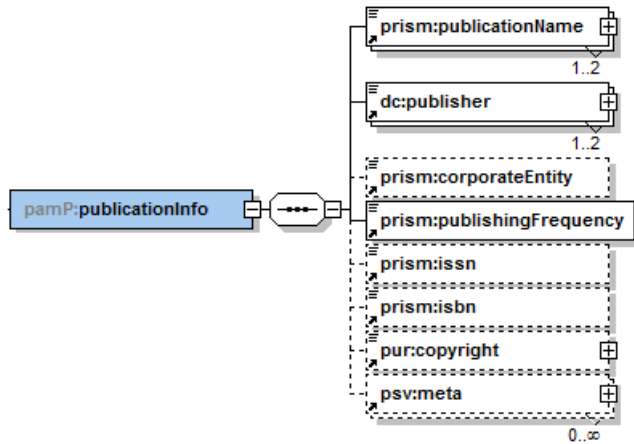 prism:publicationName
1..2
dc:publisher
1..2
prism:corporateEntity
pamP:publicationInfo
prism:publishingFrequency
prism:issn
prism:isbn
pur:copyright
psv:meta
0..∞